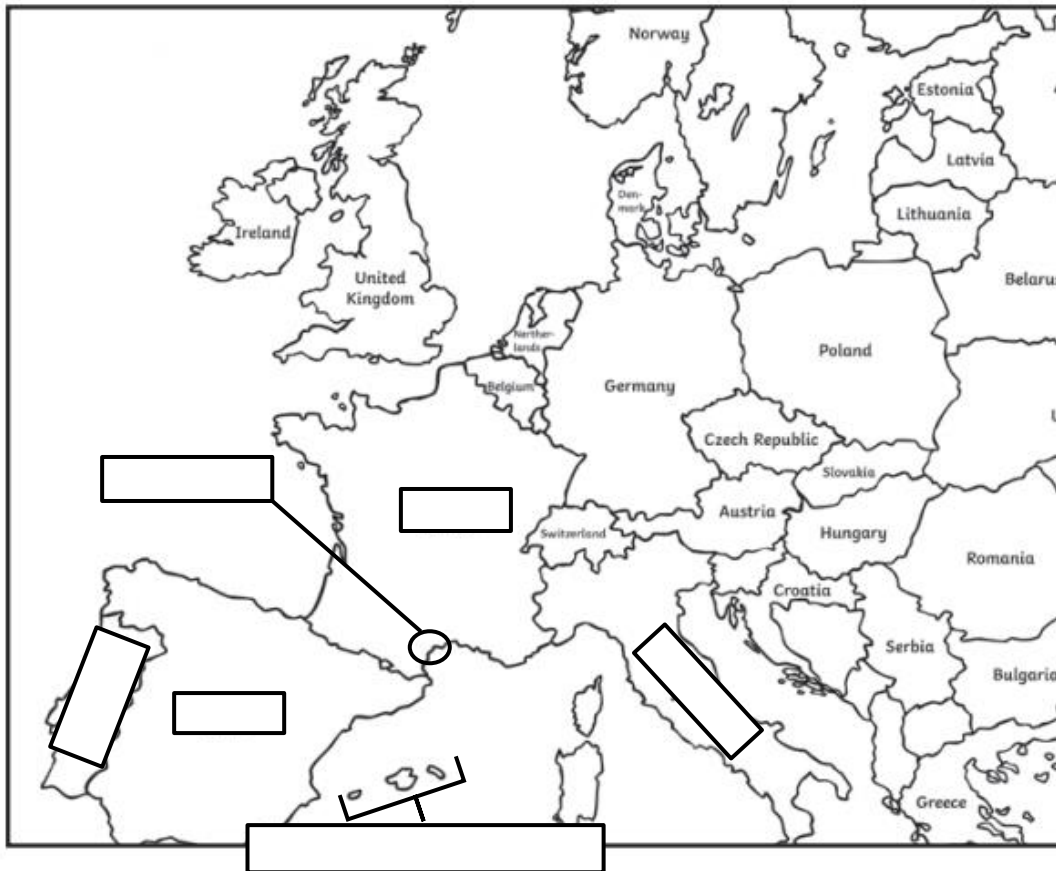 Norway
Estonia
Latvia
Den-
mark
Lithuania
Ireland
United
Kingdom
Belarus
Nerther-
lands
Poland
Germany
Belgium
U
Czech Republic
Slovakia
Austria
Switzerland
Hungary
Romania
Croatia
Serbia
Bulgaria
Greece